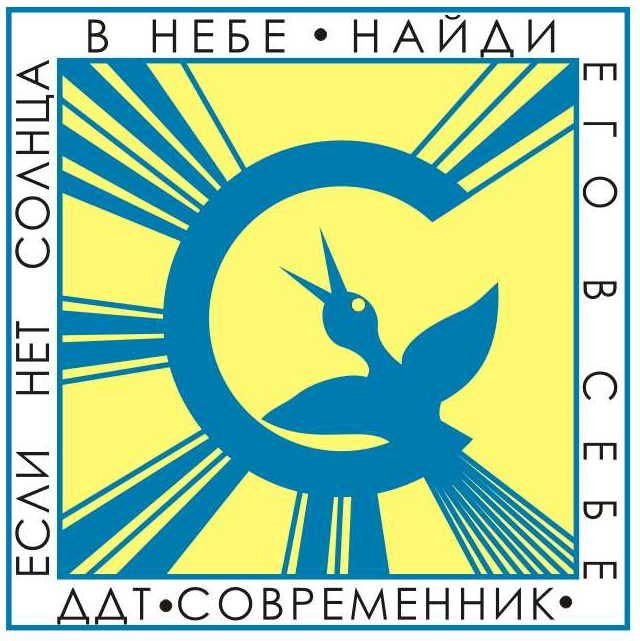 ЕСЛИ НЕТ СОЛНЦА
В НЕБЕ • НАЙДИ
ЕГО В СЕБЕ
ДДТ•СОВРЕМЕННИК•